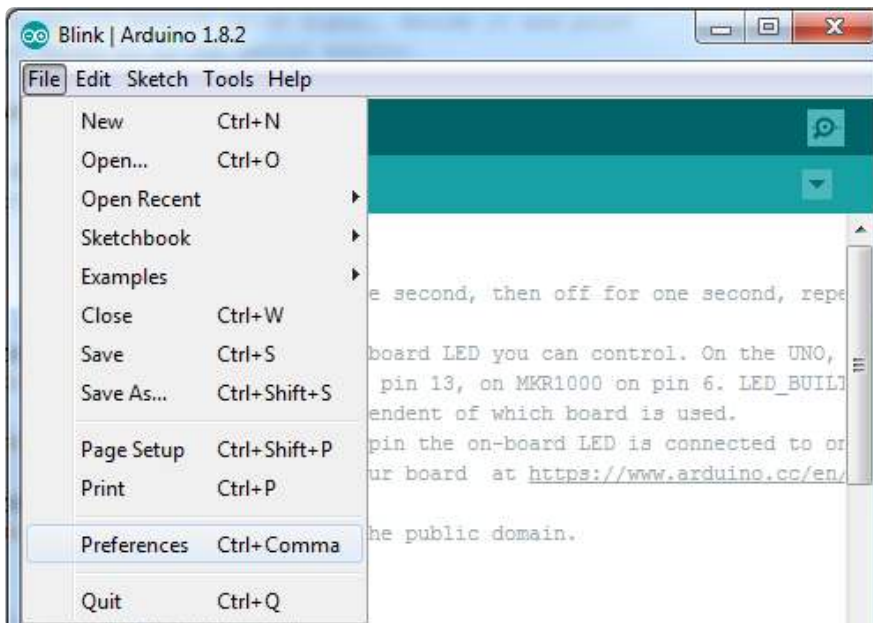 Blink | Arduino 1.8.2
File Edit Sketch Tools Help
New Ctrl+N
Open... Ctrl+O
Open Recent
Sketchbook
Examples
Close Ctrl+W
Save Ctrl+S
Save As... Ctrl+Shift+S
Page Setup Ctrl+Shift+P
Print Ctrl+P
Preferences Ctrl+Comma
Quit Ctrl+Q
e second, then off for one second, repe
board LED you can control. On the UNO,
pin 13, on MKR1000 on pin 6. LED_BUILT
endent of which board is used.
pin the on-board LED is connected to on
ur board at https://www.arduino.cc/en/
he public domain.